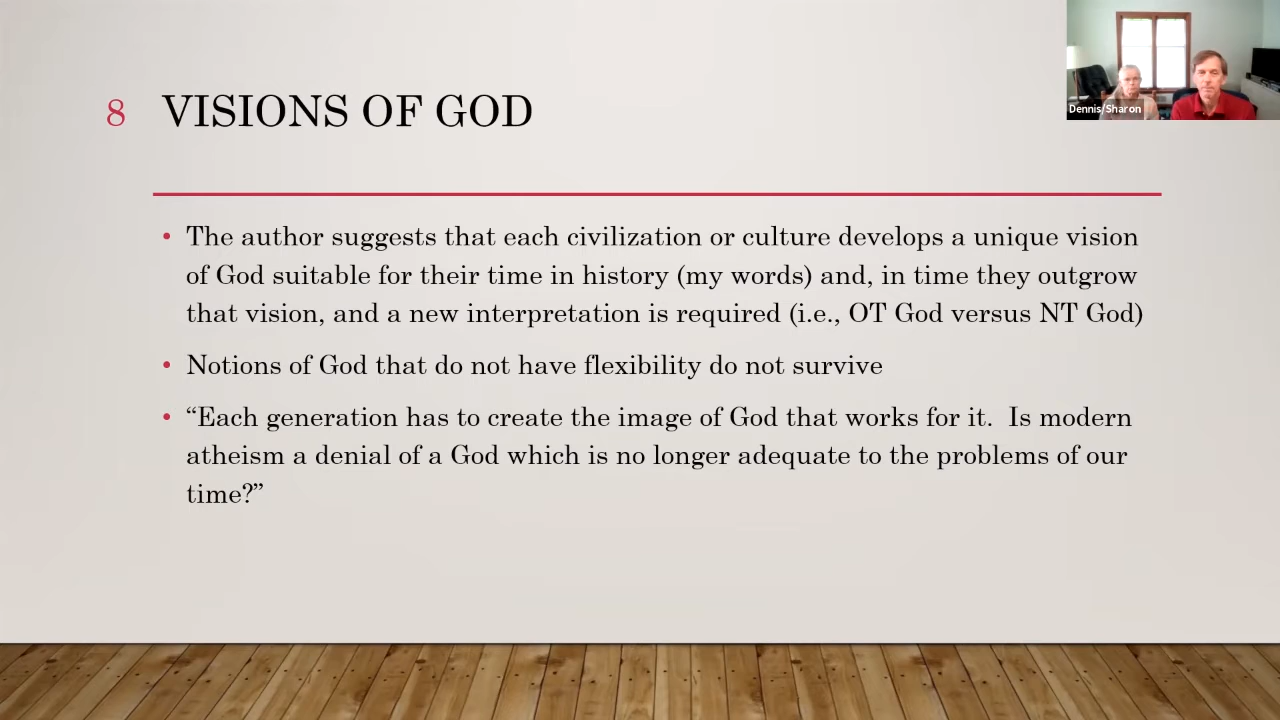 Dennis/Sharon
8 VISIONS OF GOD
• The author suggests that each civilization or culture develops a unique vision
of God suitable for their time in history (my words) and, in time they outgrow
that vision, and a new interpretation is required (i.e., OT God versus NT God)
• Notions of God that do not have flexibility do not survive
• “Each generation has to create the image of God that works for it.  Is modern
atheism a denial of a God which is no longer adequate to the problems of our
time?”